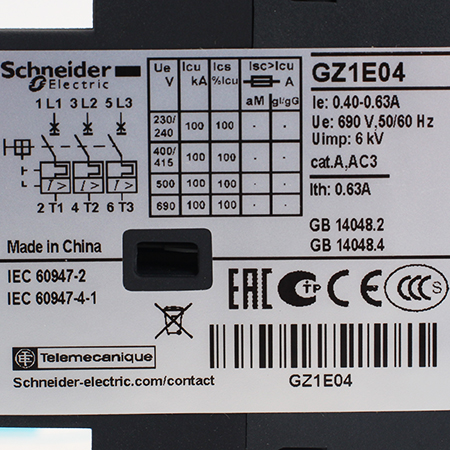 Schneider
Electric
1 L1 3 L2 5 L3
I > I > I >
2 T1 4 T2 6 T3
Ue Icu Ics Isc>Icu
V kA %Icu A
aM gI/gG
230/
240 100 100 . .
400/
415 100 100 . .
500 100 100 . .
690 100 100 . .
GZ1E04
Ie: 0.40-0.63A
Ue: 690 V,50/60 Hz
Uimp: 6 kV
cat.A,AC3
Ith: 0.63A
GB 14048.2
GB 14048.4
Made in China
IEC 60947-2
IEC 60947-4-1
EAC
CTP
CCC S
TE Telemecanique
Schneider-electric.com/contact
GZ1E04